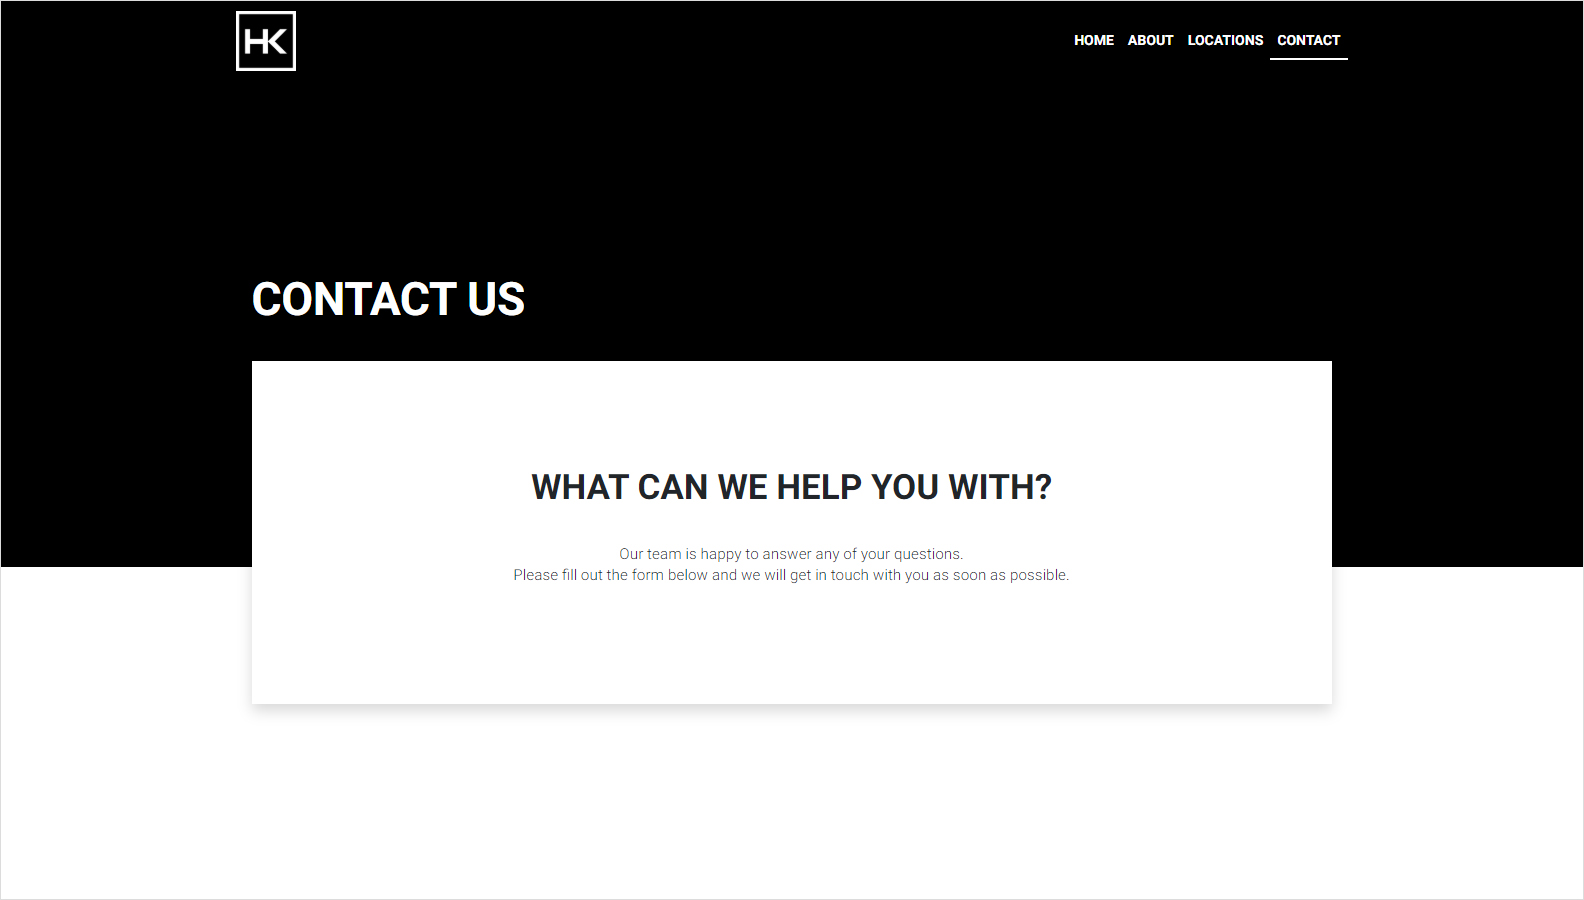 HK
HOME ABOUT LOCATIONS CONTACT
CONTACT US
WHAT CAN WE HELP YOU WITH?
Our team is happy to answer any of your questions.
Please fill out the form below and we will get in touch with you as soon as possible.